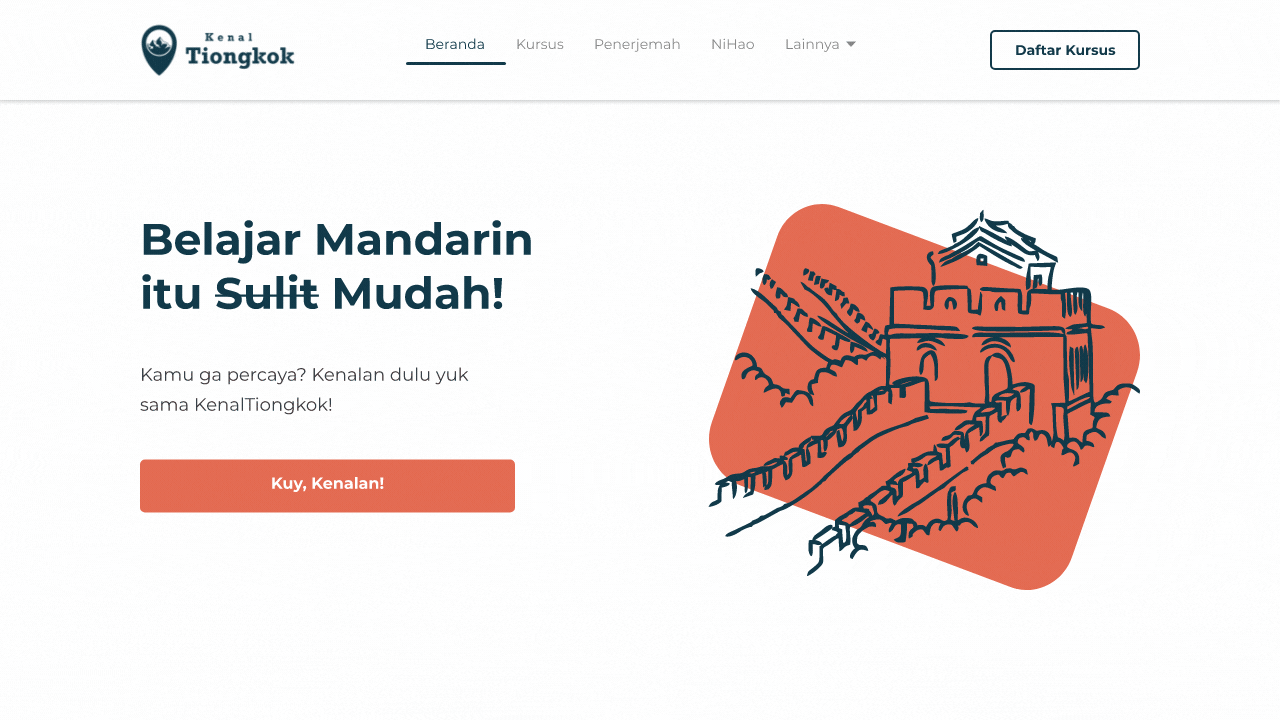 Kenal
Tiongkok
Beranda
Kursus
Penerjemah
NiHao
Lainnya
Daftar Kursus
Belajar Mandarin
itu Sulit Mudah!
Kamu ga percaya? Kenalan dulu yuk
sama KenalTiongkok!
Kuy, Kenalan!